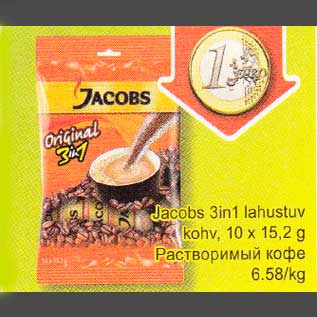 JACOBS
Original
3in1
1 EURO
Jacobs 3in1 lahustuv
kohv, 10 x 15,2 g
Растворимый кофе
6.58/kg